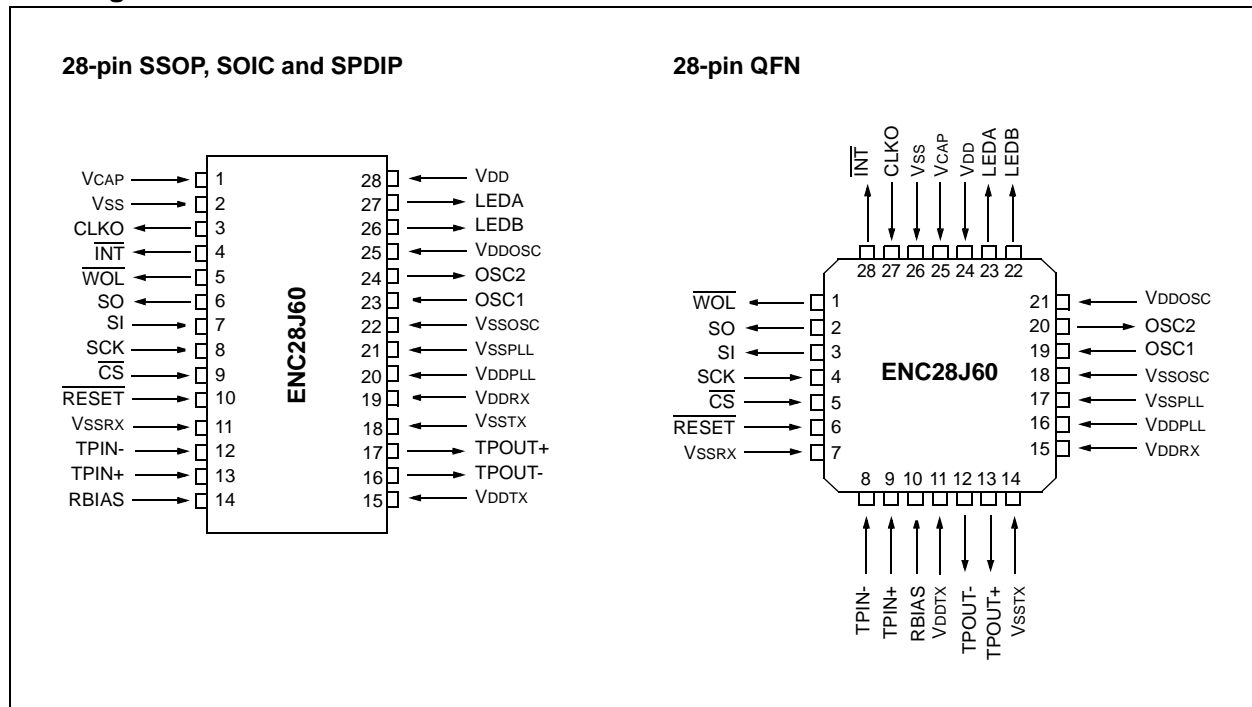 28-pin SSOP, SOIC and SPDIP
VCAP 1
VSS 2
CLKO 3
INT 4
WOL 5
SO 6
SI 7
SCK 8
CS 9
RESET 10
VSSRX 11
TPIN- 12
TPIN+ 13
RBIAS 14
ENC28J60
28 VDD
27 LEDA
26 LEDB
25 VDDOSC
24 OSC2
23 OSC1
22 VSSOSC
21 VSSPLL
20 VDDPLL
19 VDDRX
18 VSSTX
17 TPOUT+
16 TPOUT-
15 VDDTX
28-pin QFN
INT CLKO VSS VCAP VDD LEDA LEDB
28 27 26 25 24 23 22
WOL 1
SO 2
SI 3
SCK 4
CS 5
RESET 6
VSSRX 7
ENC28J60
21 VDDOSC
20 OSC2
19 OSC1
18 VSSOSC
17 VSSPLL
16 VDDPLL
15 VDDRX
8 9 10 11 12 13 14
TPIN- TPIN+ RBIAS VDDTX TPOUT- TPOUT+ VSSTX